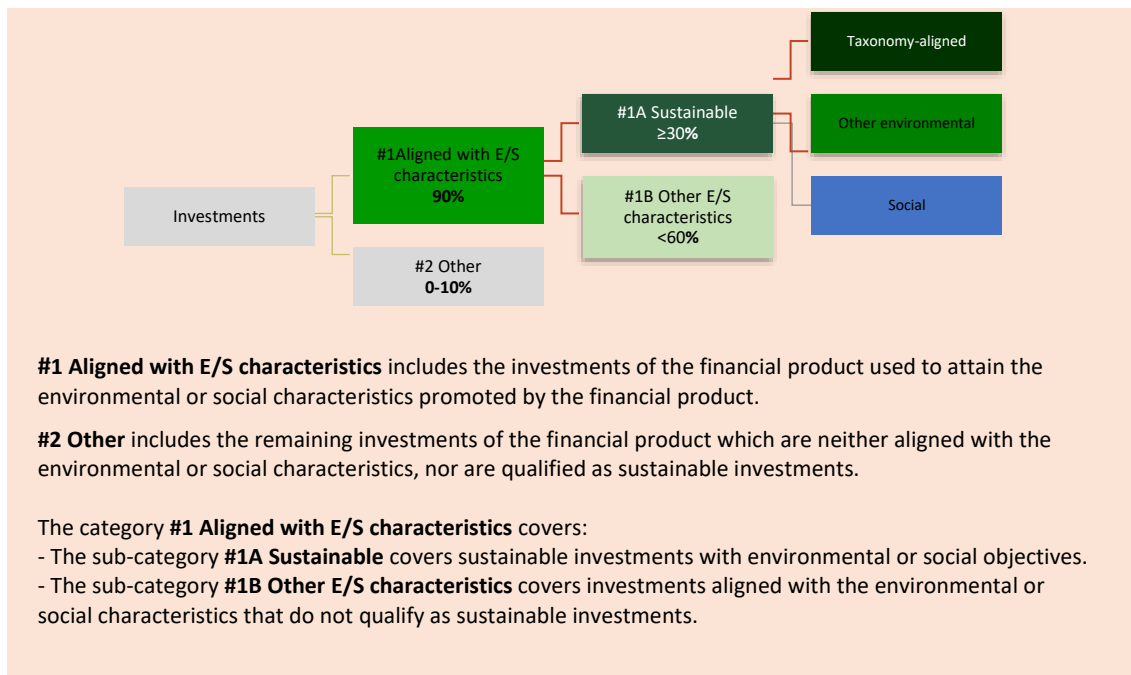 Taxonomy-aligned
#1A Sustainable
≥30%
Other environmental
#1Aligned with E/S
characteristics
90%
Investments
#1B Other E/S
characteristics
<60%
Social
#2 Other
0-10%
#1 Aligned with E/S characteristics includes the investments of the financial product used to attain the
environmental or social characteristics promoted by the financial product.
#2 Other includes the remaining investments of the financial product which are neither aligned with the
environmental or social characteristics, nor are qualified as sustainable investments.
The category #1 Aligned with E/S characteristics covers:
- The sub-category #1A Sustainable covers sustainable investments with environmental or social objectives.
- The sub-category #1B Other E/S characteristics covers investments aligned with the environmental or
social characteristics that do not qualify as sustainable investments.